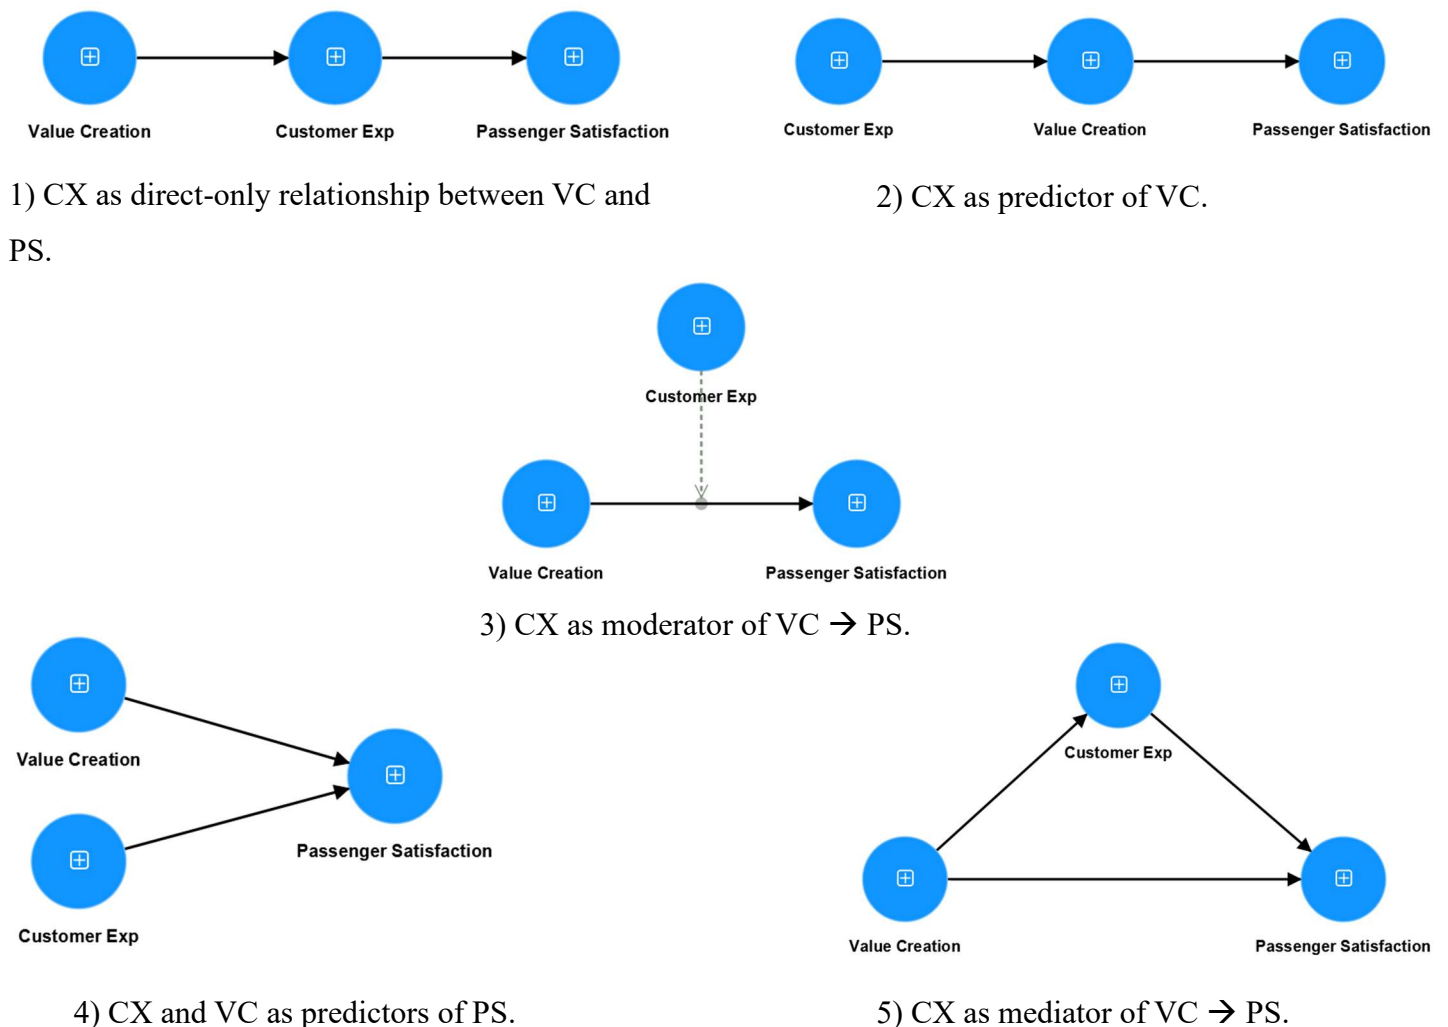 Value Creation
Customer Exp
Passenger Satisfaction
1) CX as direct-only relationship between VC and
PS.
Customer Exp
Value Creation
Passenger Satisfaction
2) CX as predictor of VC.
Customer Exp
Value Creation
Passenger Satisfaction
3) CX as moderator of VC → PS.
Value Creation
Passenger Satisfaction
Customer Exp
4) CX and VC as predictors of PS.
Customer Exp
Value Creation
Passenger Satisfaction
5) CX as mediator of VC → PS.